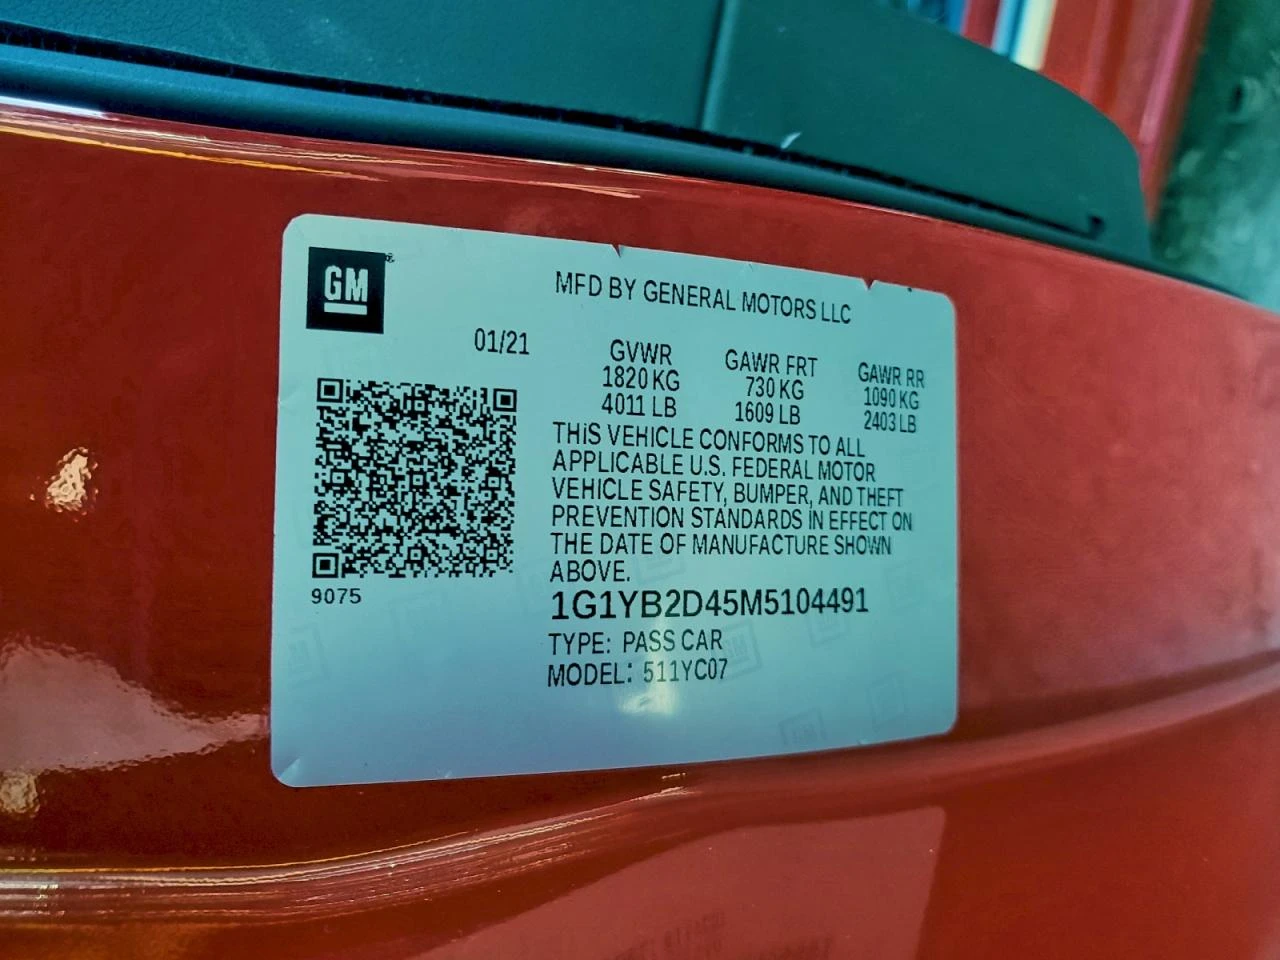 GM
MFD BY GENERAL MOTORS LLC
01/21
GVWR GAWR FRT GAWR RR
1820 KG 730 KG 1090 KG
4011 LB 1609 LB 2403 LB
THIS VEHICLE CONFORMS TO ALL
APPLICABLE U.S. FEDERAL MOTOR
VEHICLE SAFETY, BUMPER, AND THEFT
PREVENTION STANDARDS IN EFFECT ON
THE DATE OF MANUFACTURE SHOWN
ABOVE.
9075
1G1YB2D45M5104491
TYPE: PASS CAR
MODEL: 511YC07